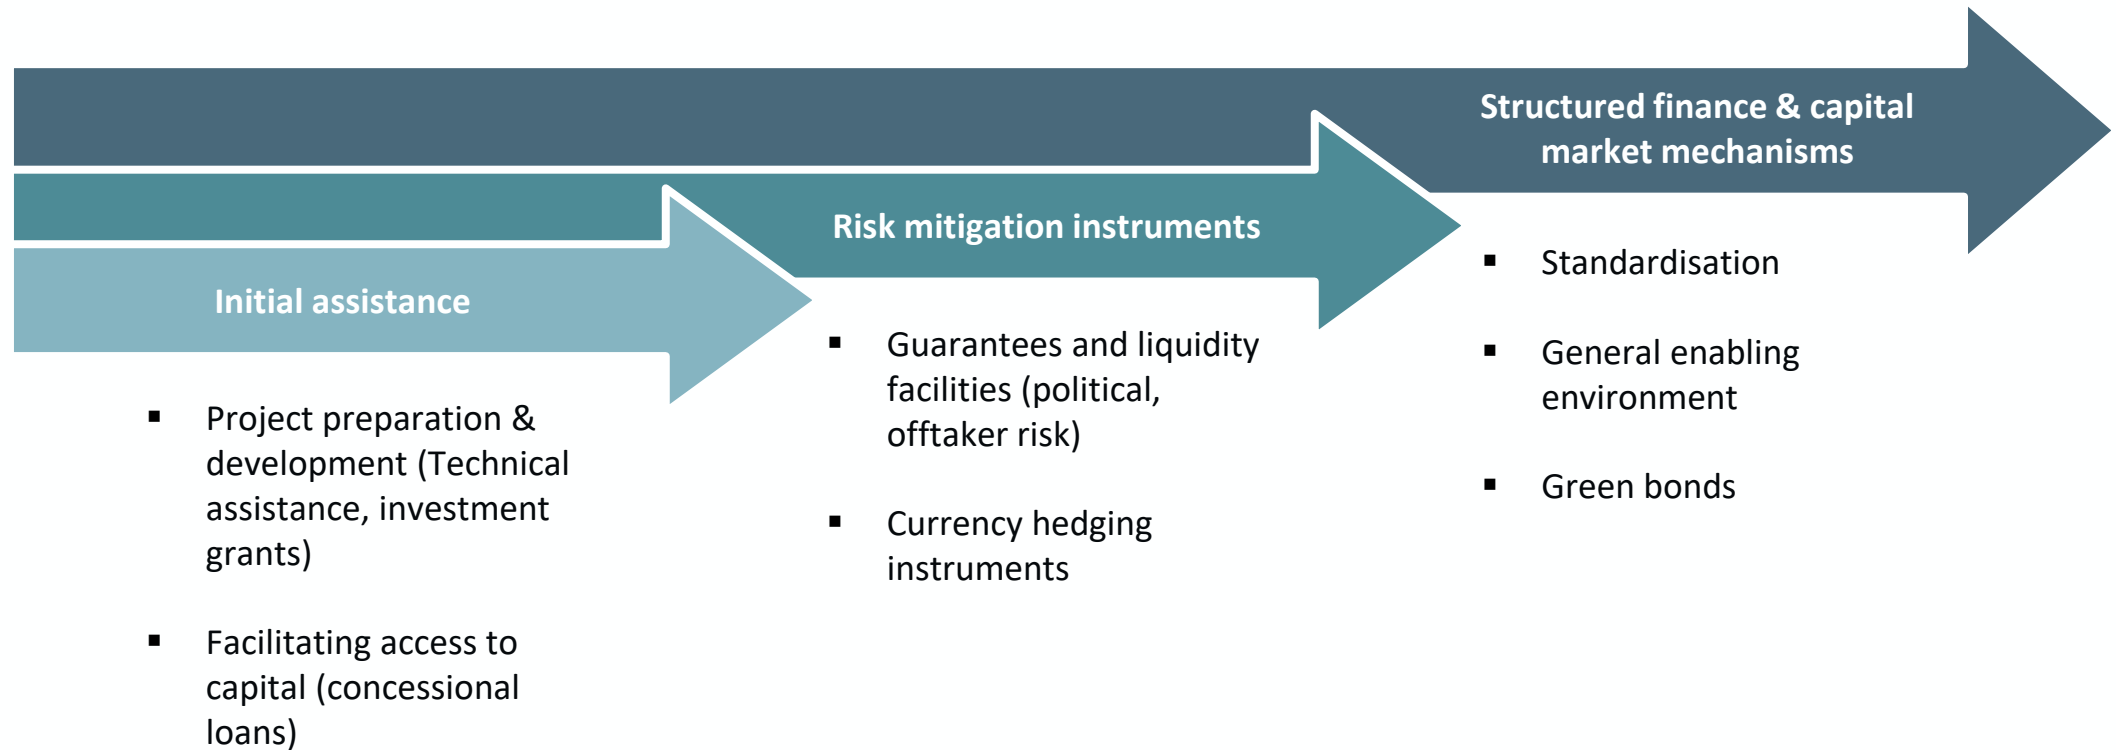 Structured finance & capital
market mechanisms
Risk mitigation instruments
Initial assistance
▪ Project preparation &
development (Technical
assistance, investment
grants)
▪ Facilitating access to
capital (concessional
loans)
▪ Guarantees and liquidity
facilities (political,
offtaker risk)
▪ Currency hedging
instruments
▪ Standardisation
▪ General enabling
environment
▪ Green bonds